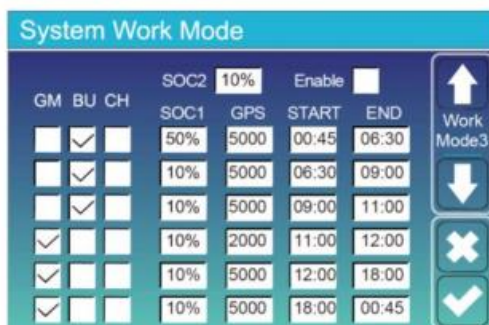 System Work Mode
SOC2 10% Enable
GM BU CH
SOC1 GPS START END
50% 5000 00:45 06:30
10% 5000 06:30 09:00
10% 5000 09:00 11:00
10% 2000 11:00 12:00
10% 5000 12:00 18:00
10% 5000 18:00 00:45
Work
Mode3